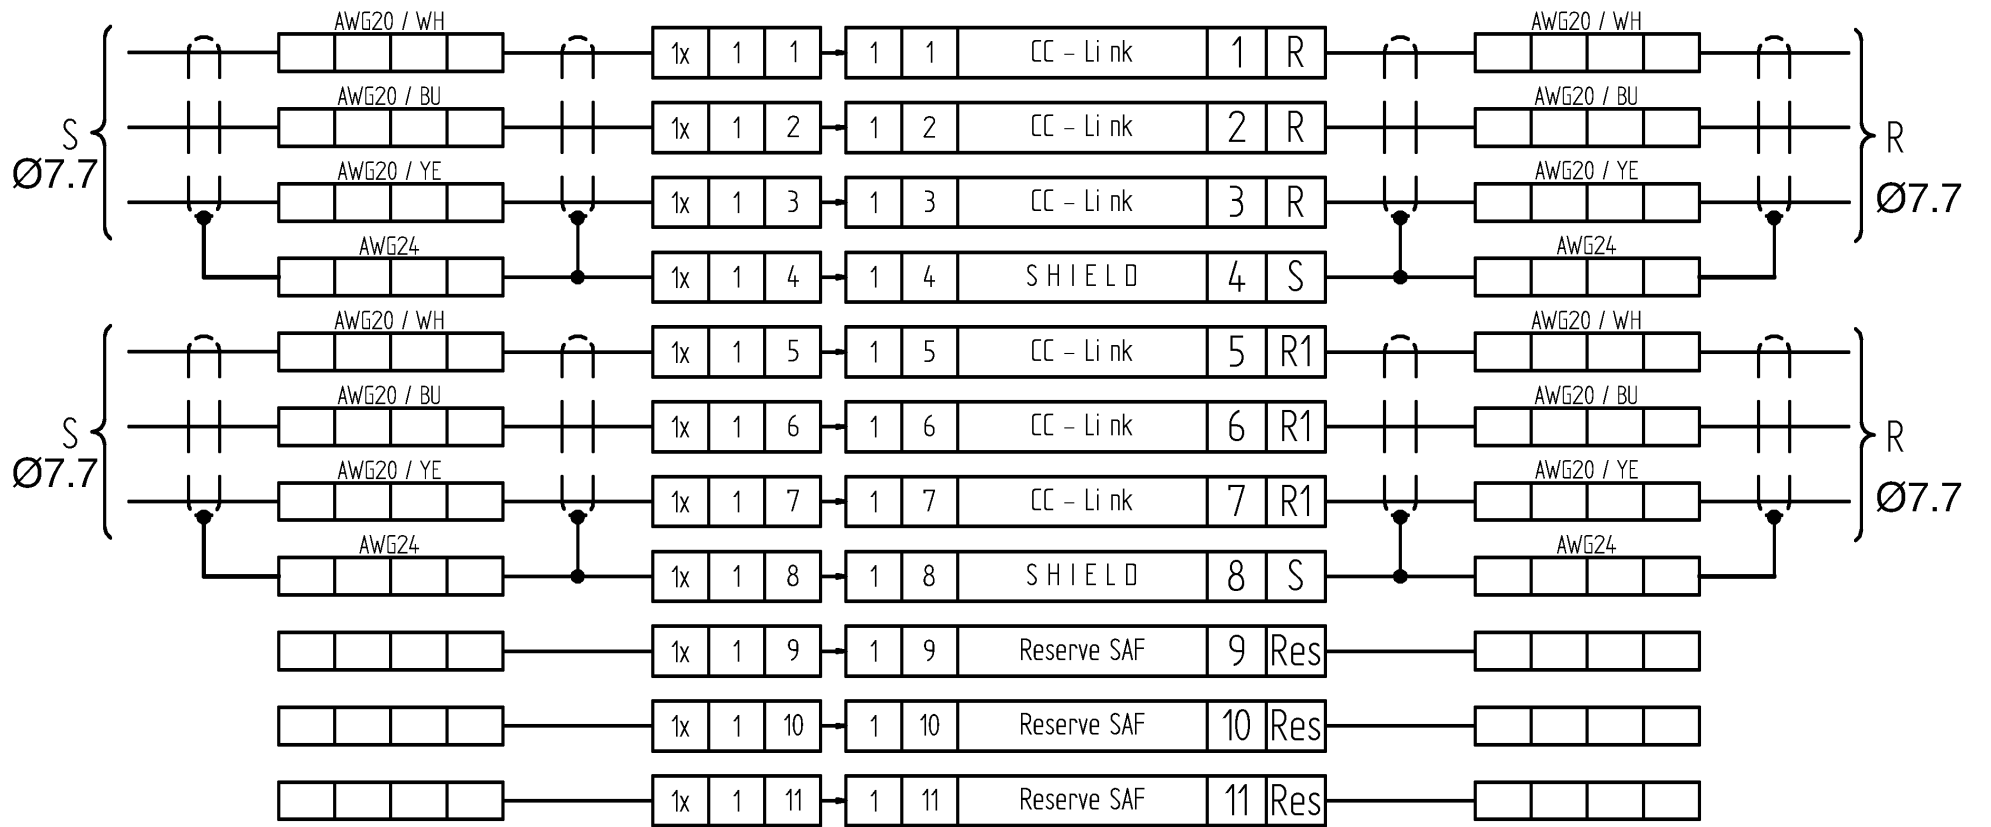 AWG20 / WH AWG20 / WH
1x 1 1 1 1 CC - Link 1 R
AWG20 / BU AWG20 / BU
S 1x 1 2 1 2 CC - Link 2 R R
AWG20 / YE AWG20 / YE
Ø7.7 1x 1 3 1 3 CC - Link 3 R Ø7.7
AWG24 AWG24
1x 1 4 1 4 SHIELD 4 S
AWG20 / WH AWG20 / WH
1x 1 5 1 5 CC - Link 5 R1
AWG20 / BU AWG20 / BU
S 1x 1 6 1 6 CC - Link 6 R1 R
AWG20 / YE AWG20 / YE
Ø7.7 1x 1 7 1 7 CC - Link 7 R1 Ø7.7
AWG24 AWG24
1x 1 8 1 8 SHIELD 8 S
1x 1 9 1 9 Reserve SAF 9 Res
1x 1 10 1 10 Reserve SAF 10 Res
1x 1 11 1 11 Reserve SAF 11 Res